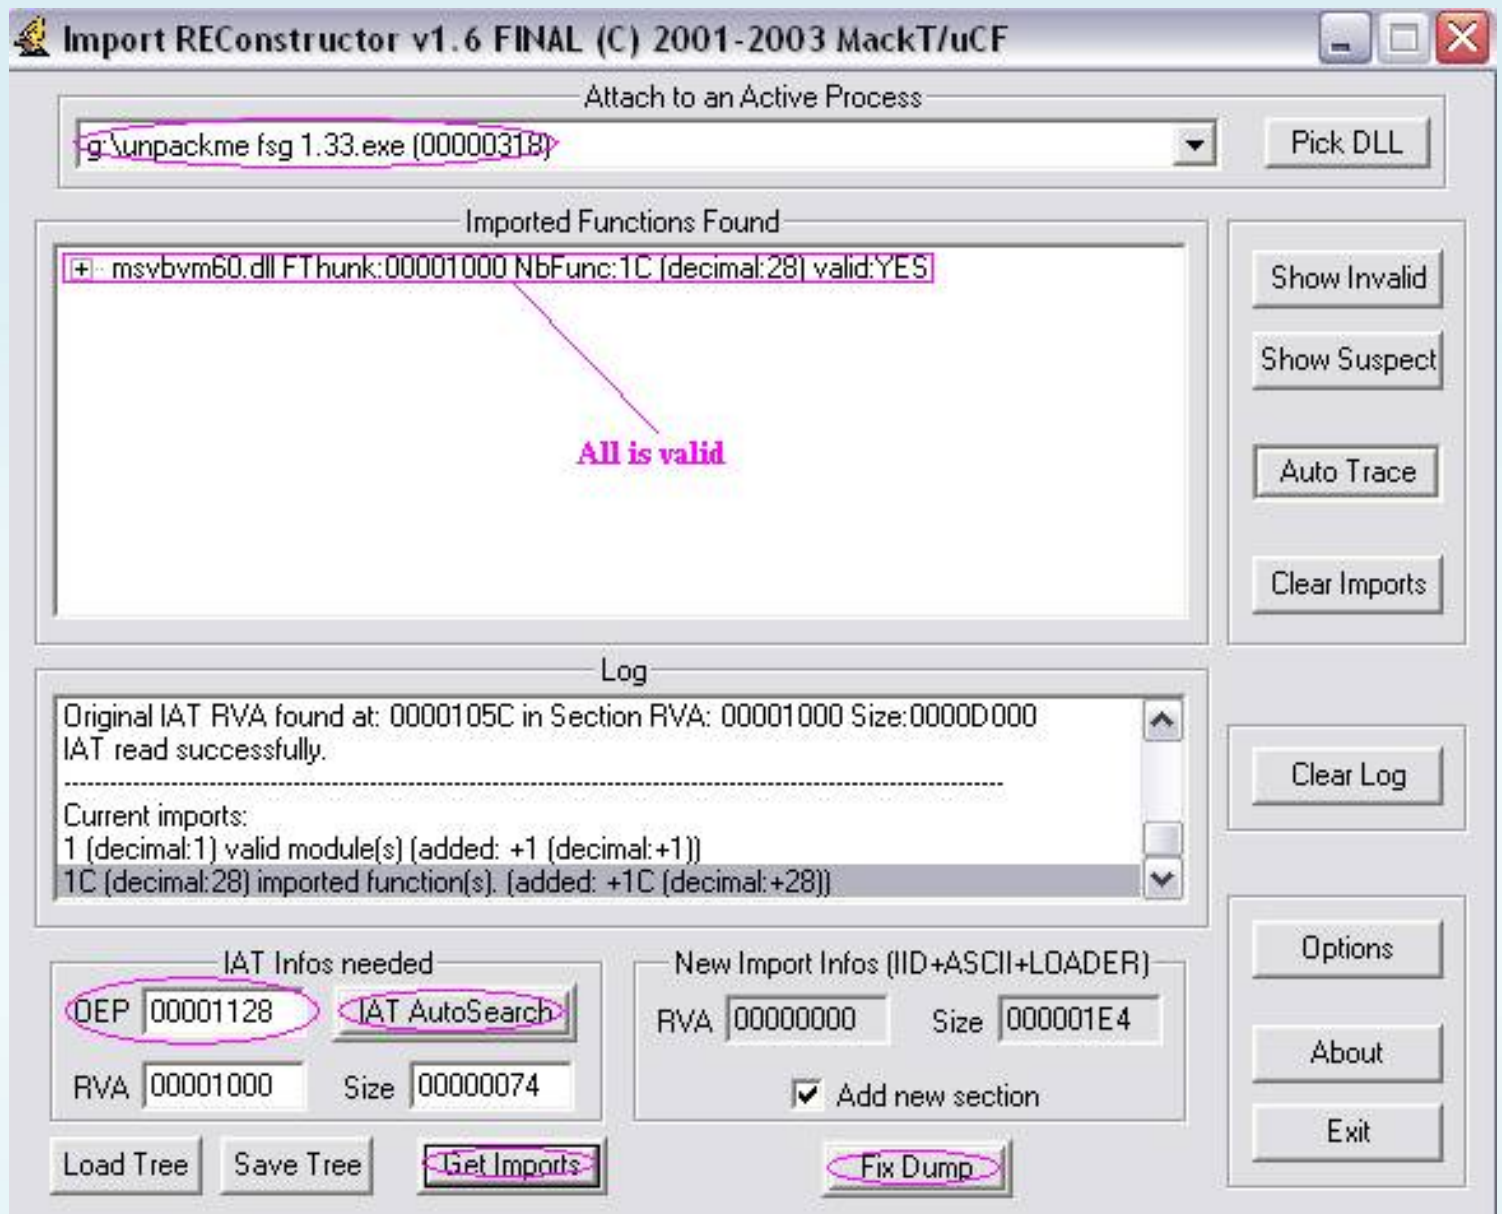 Import REConstructor v1.6 FINAL (C) 2001-2003 MackT/uCF
Attach to an Active Process
g:\unpackme fsg 1.33.exe (00000318)
Pick DLL
Imported Functions Found
msvbvm60.dll FThunk:00001000 NbFunc:1C (decimal:28) valid:YES
All is valid
Show Invalid
Show Suspect
Auto Trace
Clear Imports
Log
Original IAT RVA found at: 0000105C in Section RVA: 00001000 Size:0000D000
IAT read successfully.
---------------------------------------------------------------------------------------------------------------------
Current imports:
1 (decimal:1) valid module(s) (added: +1 (decimal:+1))
1C (decimal:28) imported function(s). (added: +1C (decimal:+28))
Clear Log
IAT Infos needed
OEP 00001128 IAT AutoSearch
RVA 00001000 Size 00000074
New Import Infos (IID+ASCII+LOADER)
RVA 00000000 Size 000001E4
Add new section
Options
About
Exit
Load Tree Save Tree Get Imports Fix Dump